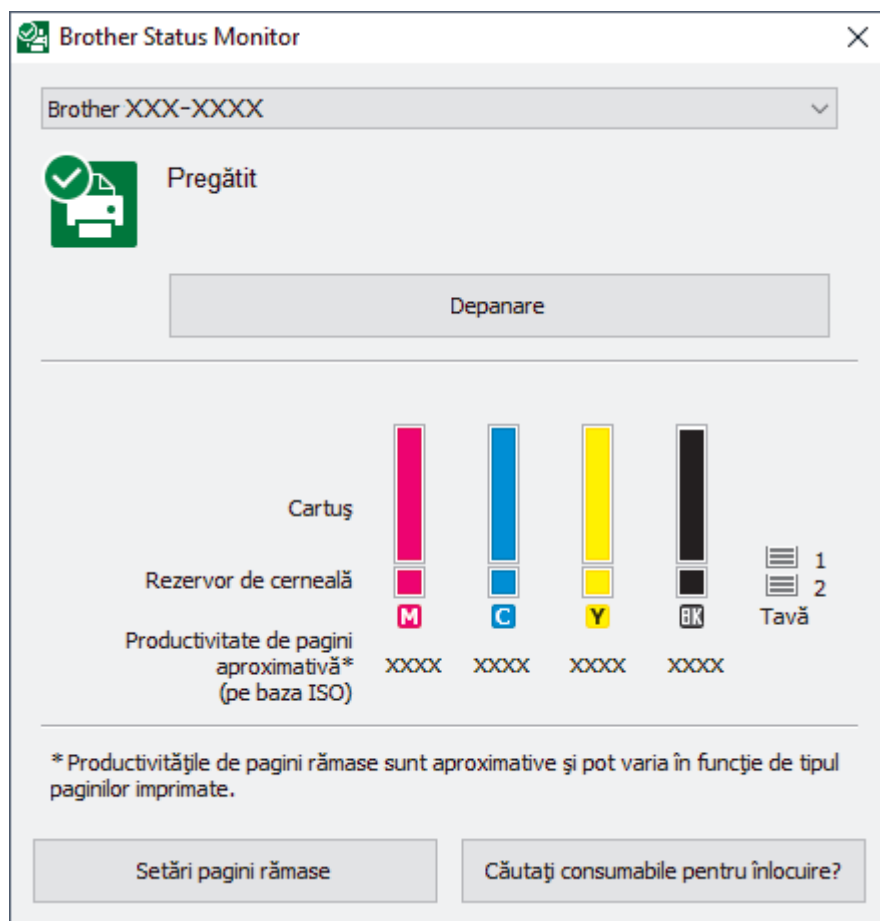 Brother Status Monitor
Brother XXX-XXXX
Pregătit
Depanare
Cartuş
Rezervor de cerneală
1
2
M C Y BK Tavă
Productivitate de pagini
aproximativă*
(pe baza ISO)
XXXX XXXX XXXX XXXX
*Productivităţile de pagini rămase sunt aproximative şi pot varia în funcţie de tipul
paginilor imprimate.
Setări pagini rămase
Căutaţi consumabile pentru înlocuire?